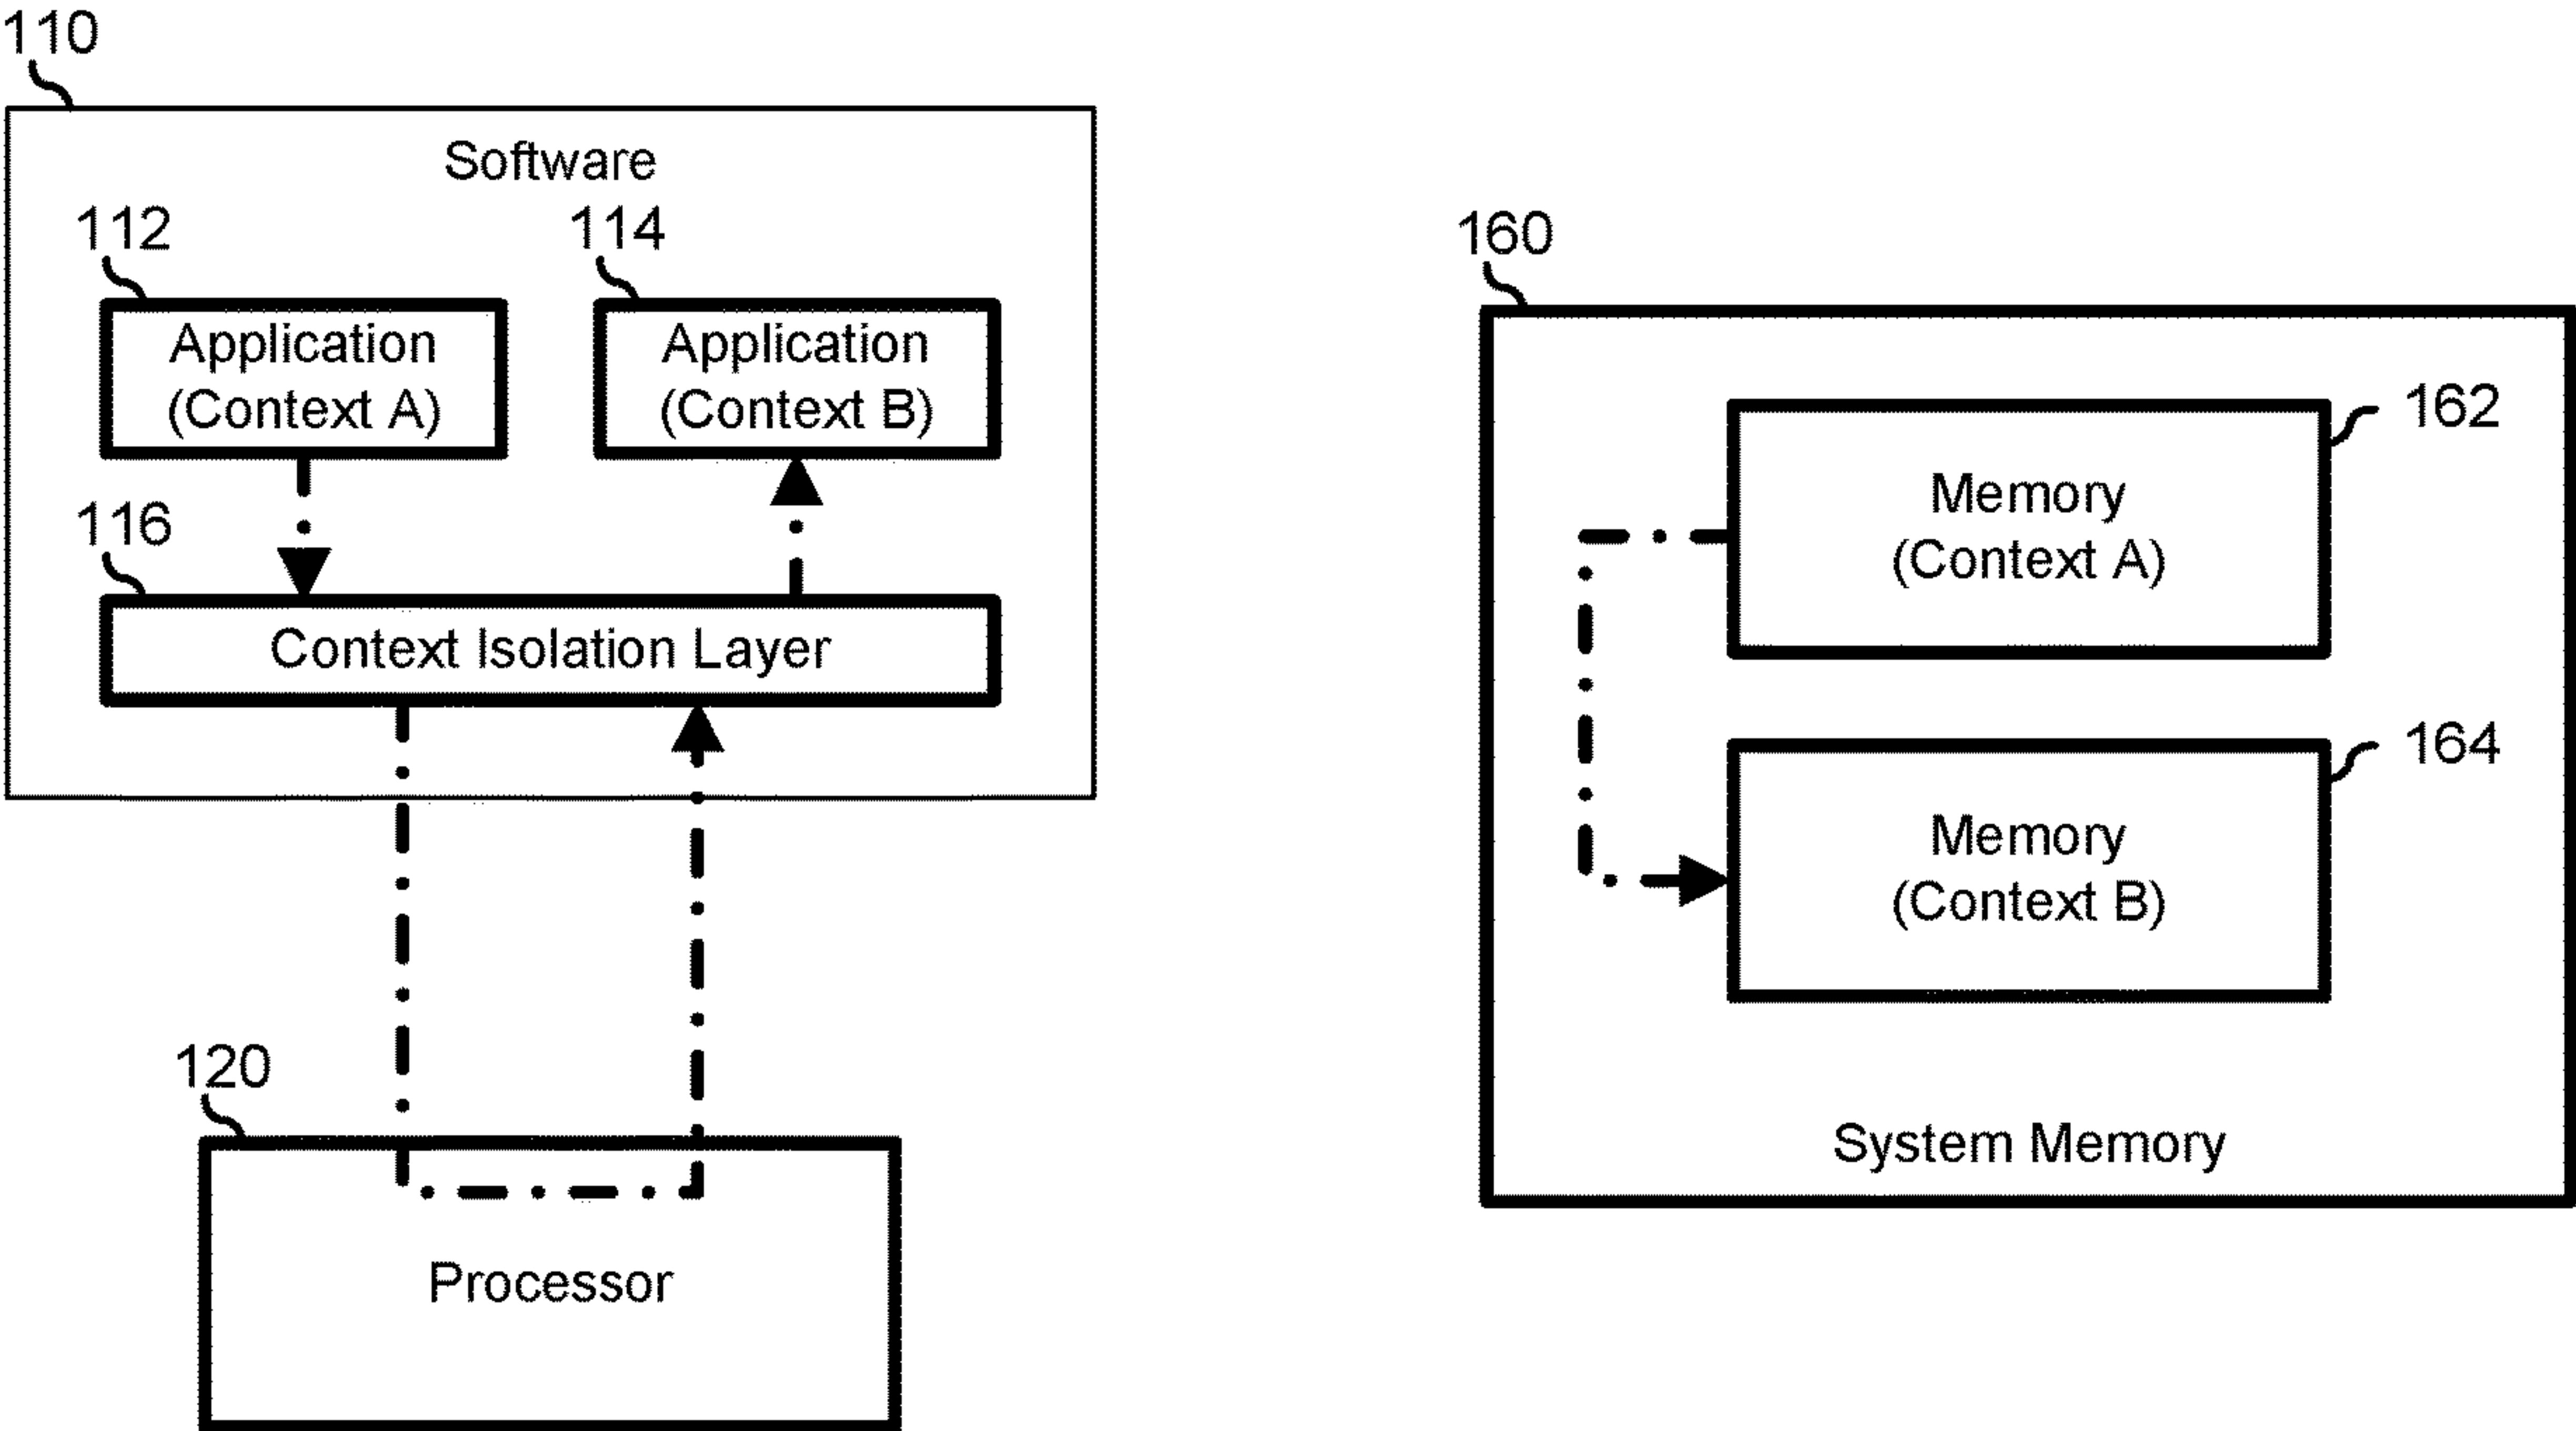 110
Software
112
114
Application
(Context A)
Application
(Context B)
116
Context Isolation Layer
120
Processor
160
162
Memory
(Context A)
164
Memory
(Context B)
System Memory